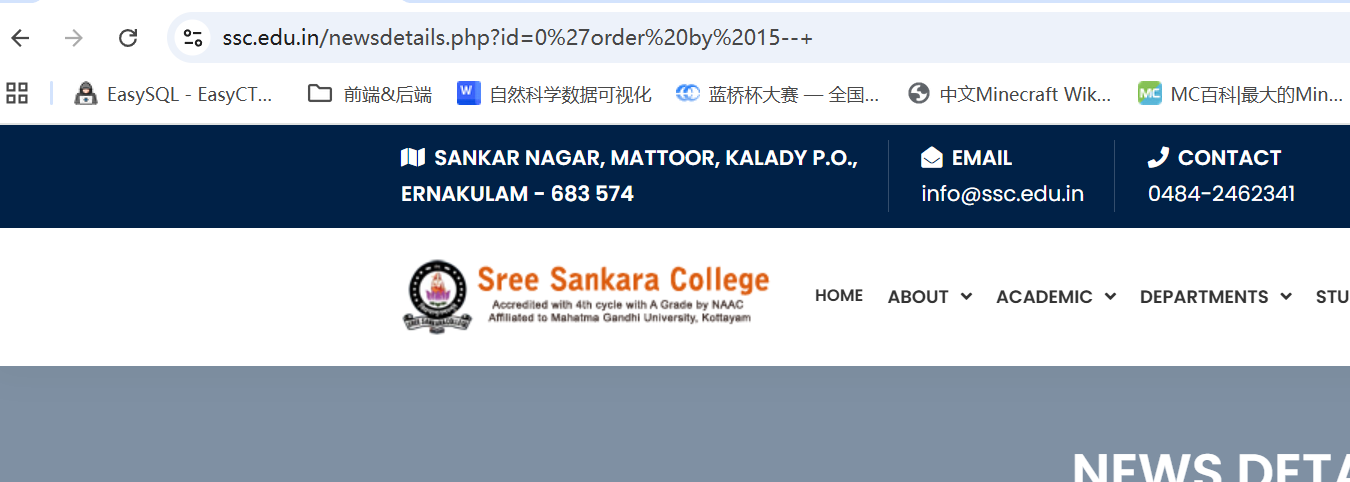 ssc.edu.in/newsdetails.php?id=0%27order%20by%2015--+
EasySQL - EasyCT... 前端&后端 自然科学数据可视化 蓝桥杯大赛 — 全国... 中文Minecraft Wik... MC百科|最大的Min...
SANKAR NAGAR, MATTOOR, KALADY P.O.,
ERNAKULAM - 683 574
EMAIL
info@ssc.edu.in
CONTACT
0484-2462341
Sree Sankara College
Accredited with 4th cycle with A Grade by NAAC
Affiliated to Mahatma Gandhi University, Kottayam
HOME ABOUT ACADEMIC DEPARTMENTS STU
NEWS DETA